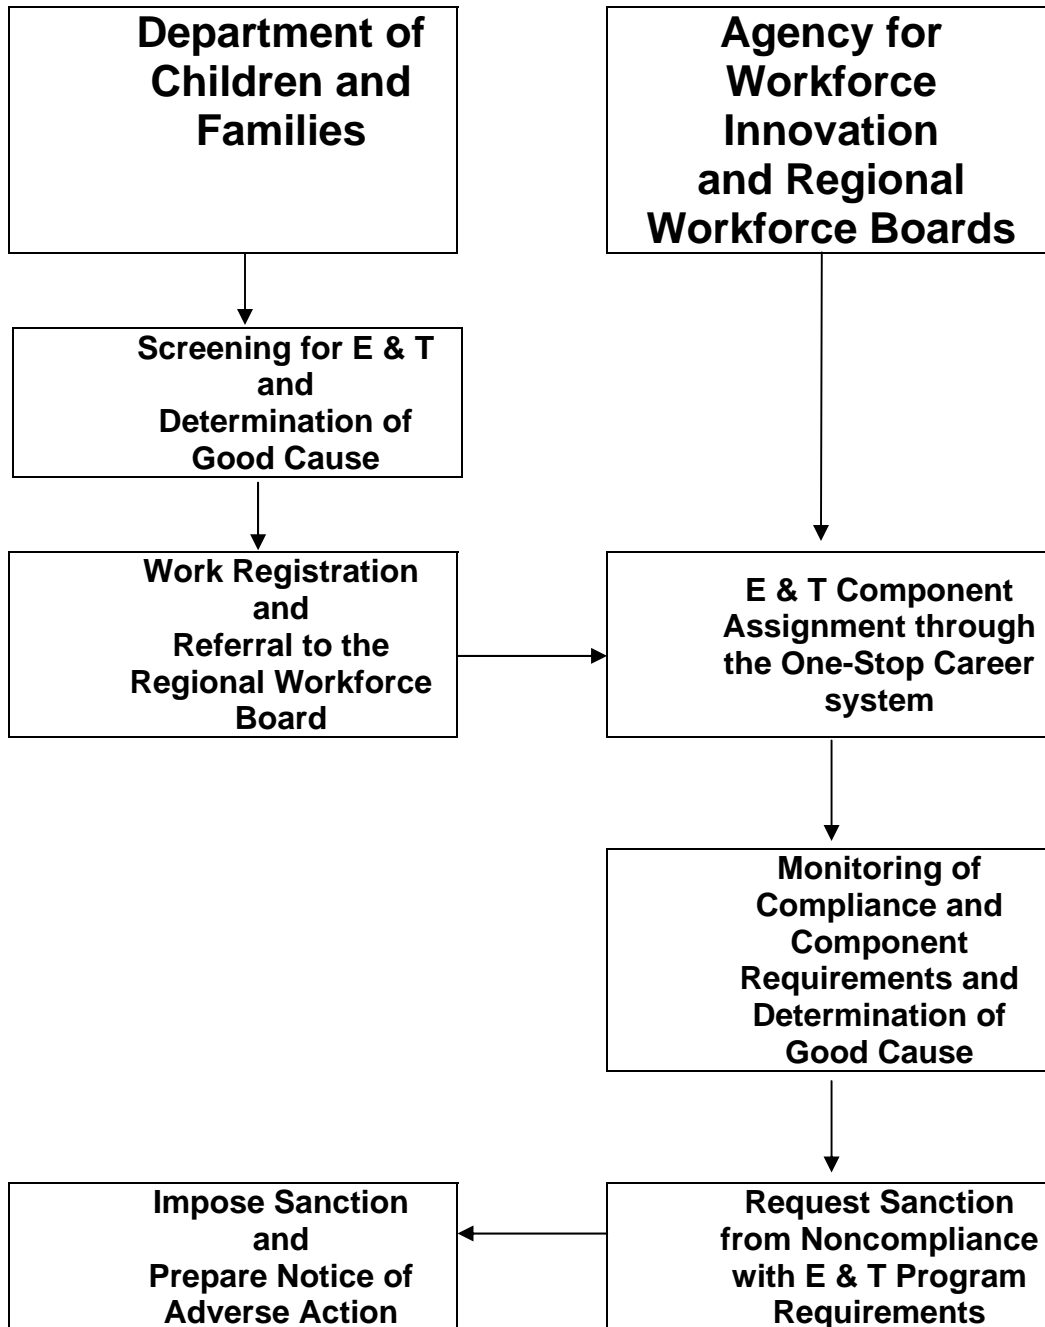 Department of
Children and
Families
Agency for
Workforce
Innovation
and Regional
Workforce Boards
Screening for E & T
and
Determination of
Good Cause
Work Registration
and
Referral to the
Regional Workforce
Board
E & T Component
Assignment through
the One-Stop Career
system
Monitoring of
Compliance and
Component
Requirements and
Determination of
Good Cause
Impose Sanction
and
Prepare Notice of
Adverse Action
Request Sanction
from Noncompliance
with E & T Program
Requirements